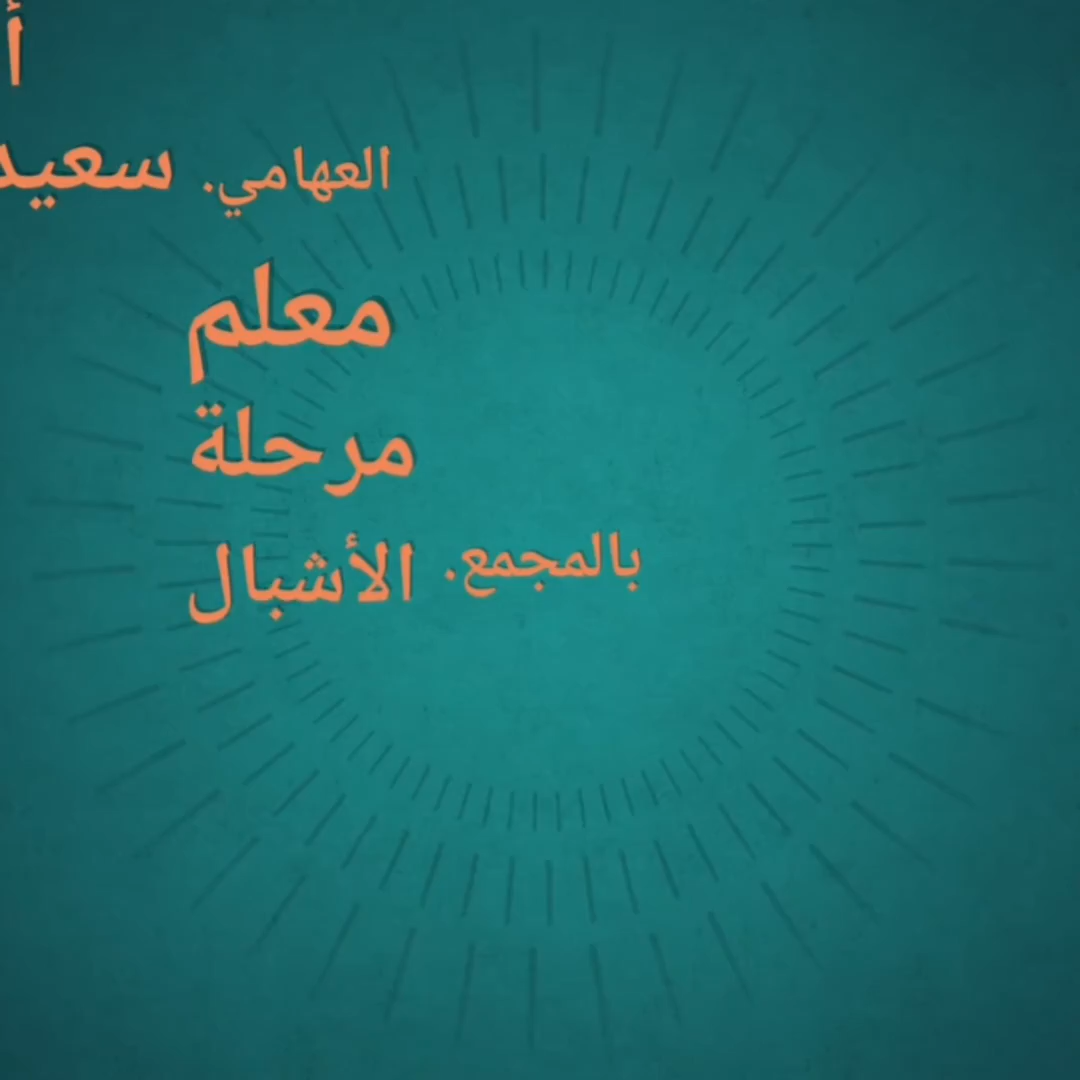 أ
سعيد العهامي.
معلم
مرحلة
الأشبال بالمجمع.